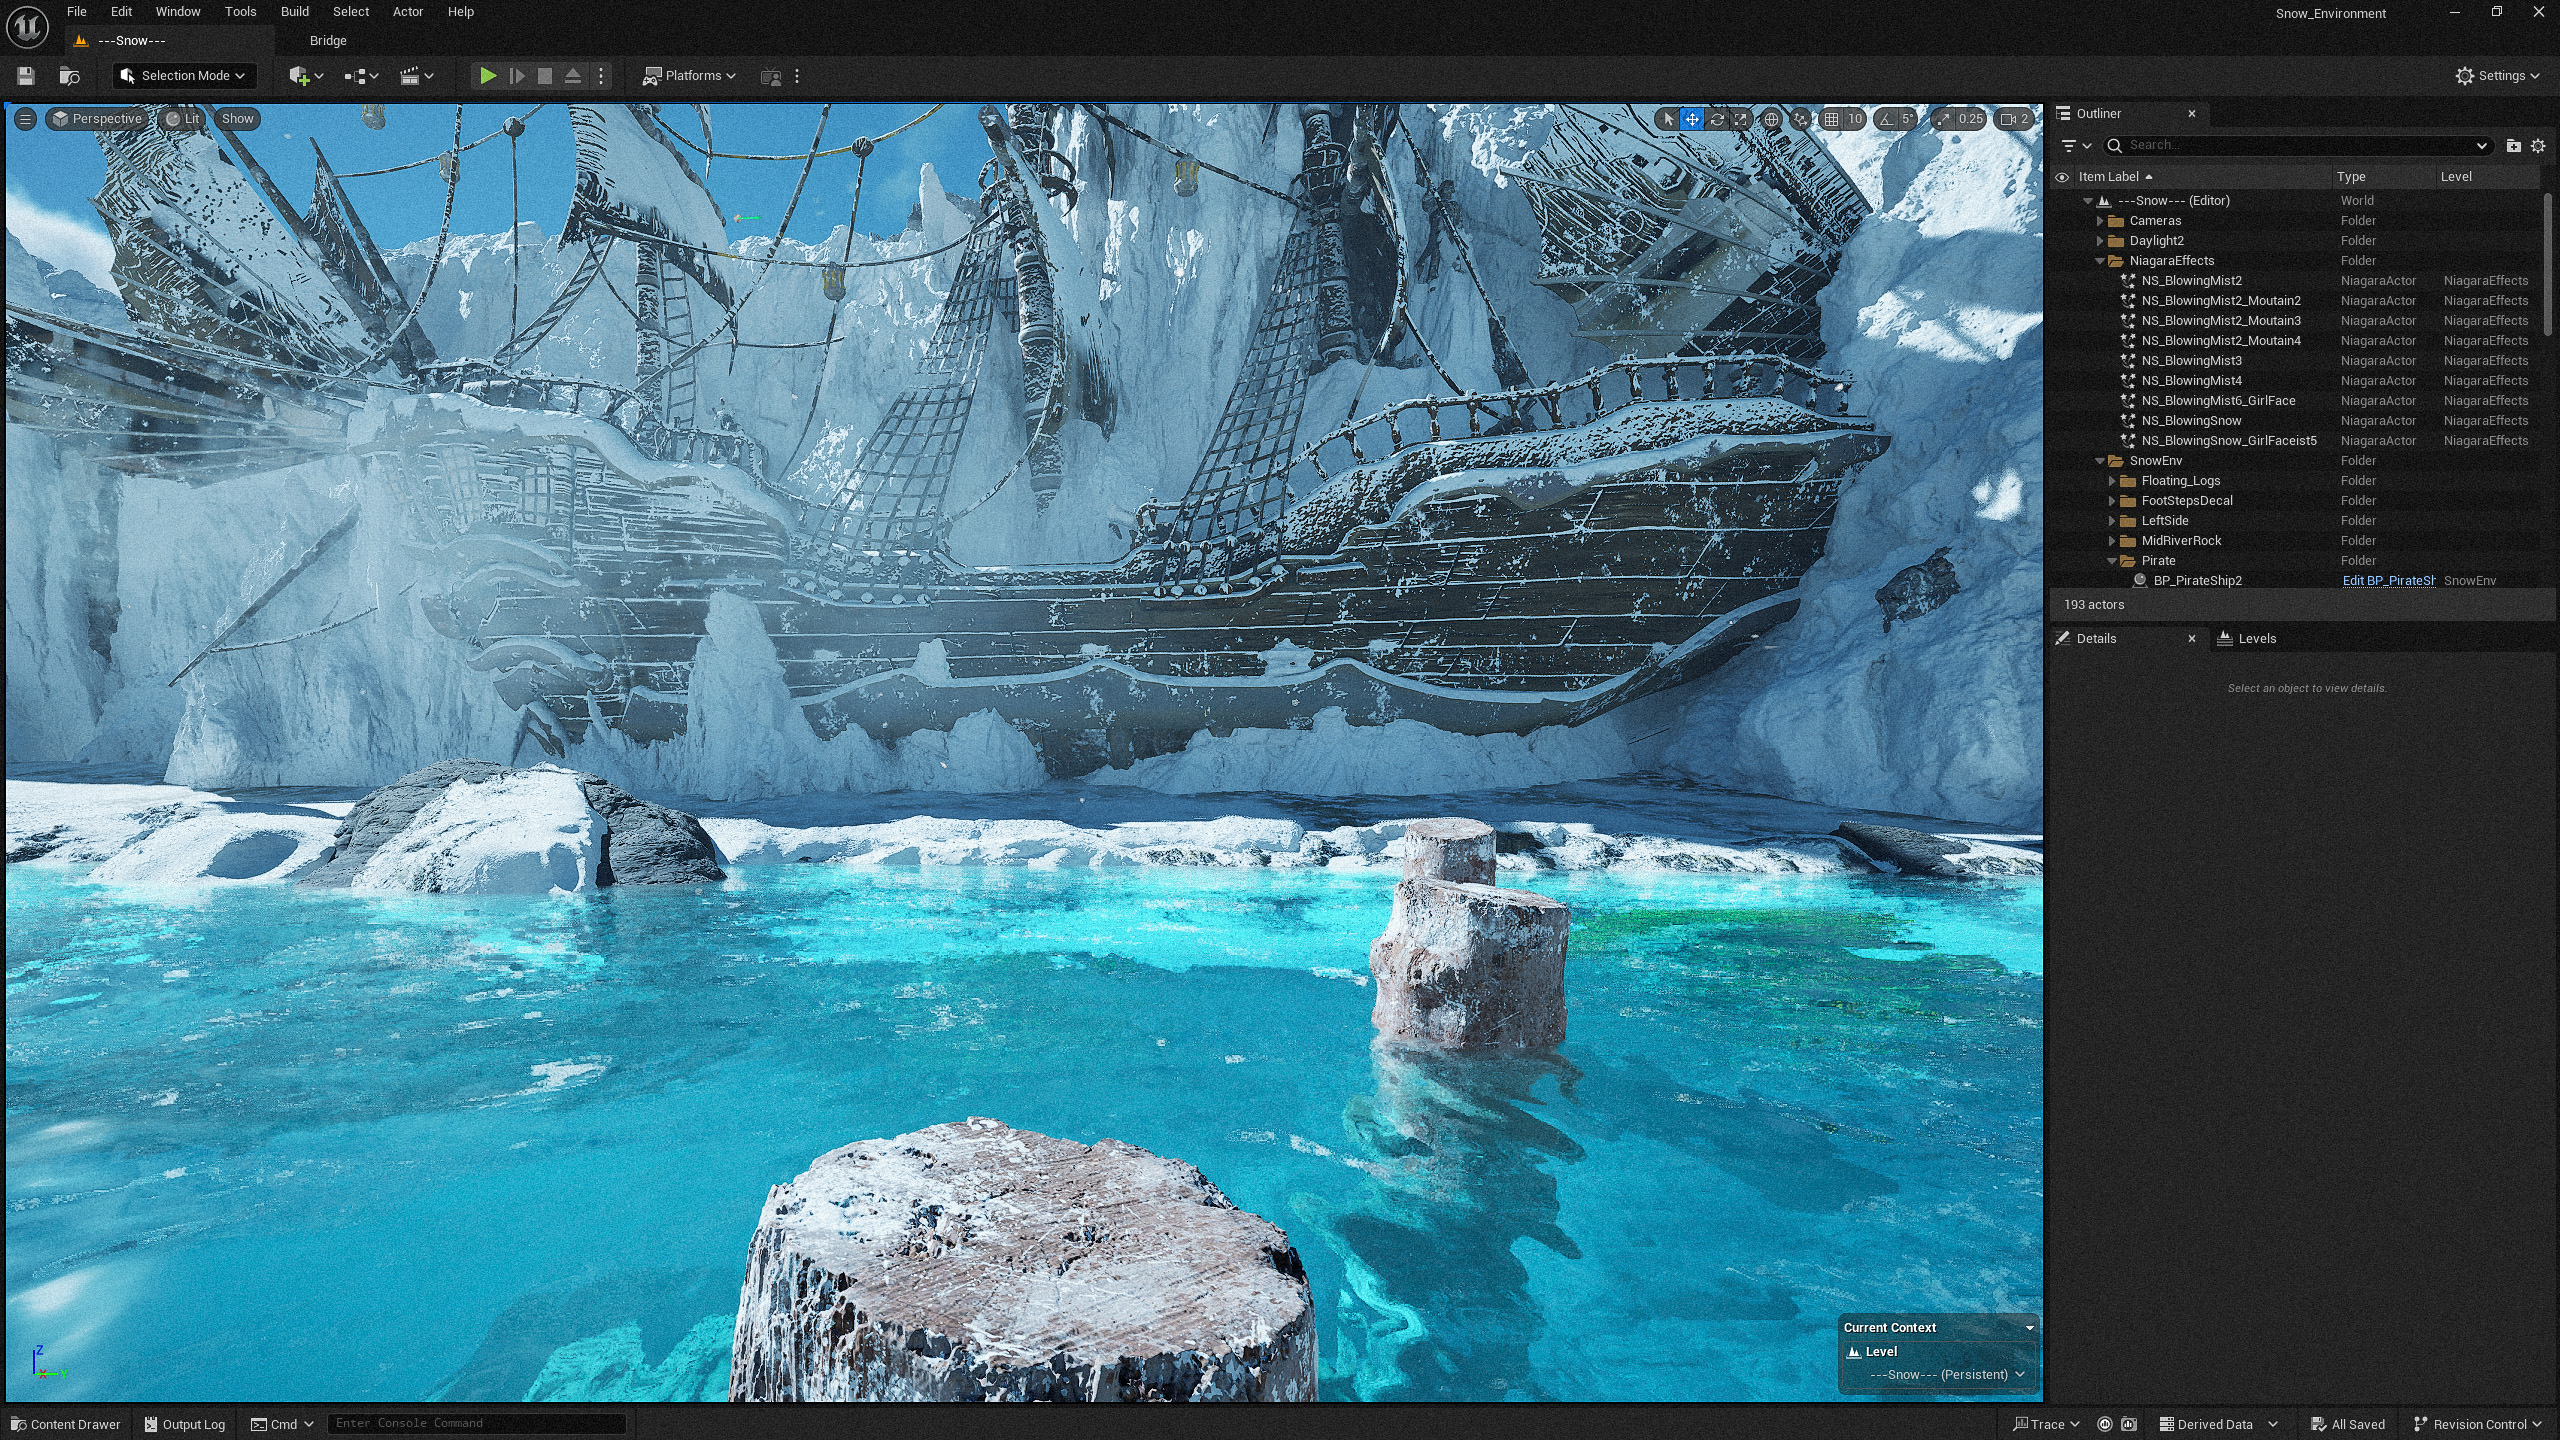 File Edit Window Tools Build Select Actor Help
Snow_Environment
---Snow---
Bridge
Selection Mode
Platforms
Settings
Perspective Lit Show
10 5° 0.25 2
Outliner
Search...
Item Label Type Level
---Snow--- (Editor) World
Cameras Folder
Daylight2 Folder
NiagaraEffects Folder
NS_BlowingMist2 NiagaraActor NiagaraEffects
NS_BlowingMist2_Moutain2 NiagaraActor NiagaraEffects
NS_BlowingMist2_Moutain3 NiagaraActor NiagaraEffects
NS_BlowingMist2_Moutain4 NiagaraActor NiagaraEffects
NS_BlowingMist3 NiagaraActor NiagaraEffects
NS_BlowingMist4 NiagaraActor NiagaraEffects
NS_BlowingMist6_GirlFace NiagaraActor NiagaraEffects
NS_BlowingSnow NiagaraActor NiagaraEffects
NS_BlowingSnow_GirlFaceist5 NiagaraActor NiagaraEffects
SnowEnv Folder
Floating_Logs Folder
FootStepsDecal Folder
LeftSide Folder
MidRiverRock Folder
Pirate Folder
BP_PirateShip2 Edit BP_PirateSh SnowEnv
193 actors
Details
Levels
Select an object to view details.
Current Context
Level
---Snow--- (Persistent)
Z
X Y
Content Drawer
Output Log
Cmd
Enter Console Command
Trace
Derived Data
All Saved
Revision Control